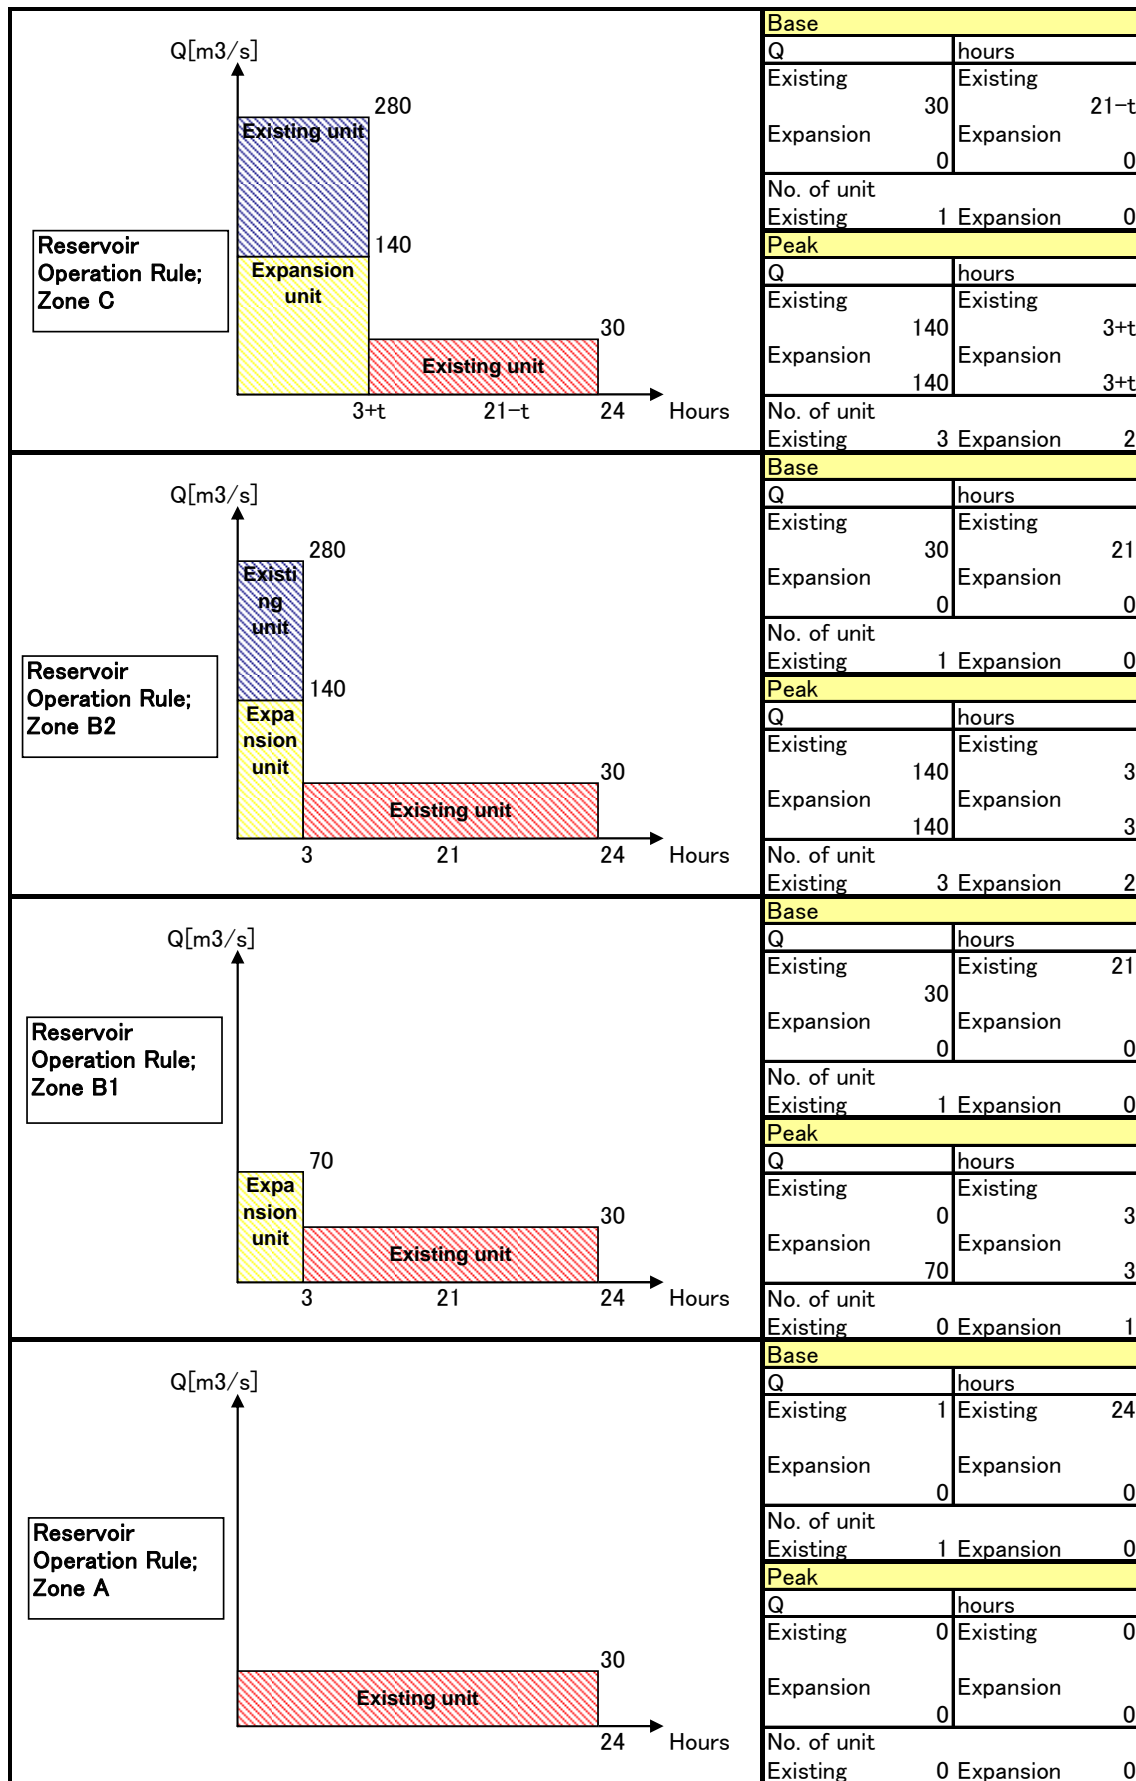 Q[m3/s]
280
Existing unit
140
Expansion
unit
Reservoir
Operation Rule;
Zone C
30
Existing unit
3+t 21-t 24 Hours
Base
Q hours
Existing Existing
30 21-t
Expansion Expansion
0 0
No. of unit
Existing 1 Expansion 0
Peak
Q hours
Existing Existing
140 3+t
Expansion Expansion
140 3+t
No. of unit
Existing 3 Expansion 2
Q[m3/s]
280
Existi
ng
unit
140
Expa
nsion
unit
Reservoir
Operation Rule;
Zone B2
30
Existing unit
3 21 24 Hours
Base
Q hours
Existing Existing
30 21
Expansion Expansion
0 0
No. of unit
Existing 1 Expansion 0
Peak
Q hours
Existing Existing
140 3
Expansion Expansion
140 3
No. of unit
Existing 3 Expansion 2
Q[m3/s]
Reservoir
Operation Rule;
Zone B1
70
Expa
nsion
unit
30
Existing unit
3 21 24 Hours
Base
Q hours
Existing Existing 21
30
Expansion Expansion
0 0
No. of unit
Existing 1 Expansion 0
Peak
Q hours
Existing Existing
0 3
Expansion Expansion
70 3
No. of unit
Existing 0 Expansion 1
Q[m3/s]
Reservoir
Operation Rule;
Zone A
30
Existing unit
24 Hours
Base
Q hours
Existing 1 Existing 24
Expansion Expansion
0 0
No. of unit
Existing 1 Expansion 0
Peak
Q hours
Existing 0 Existing 0
Expansion Expansion
0 0
No. of unit
Existing 0 Expansion 0